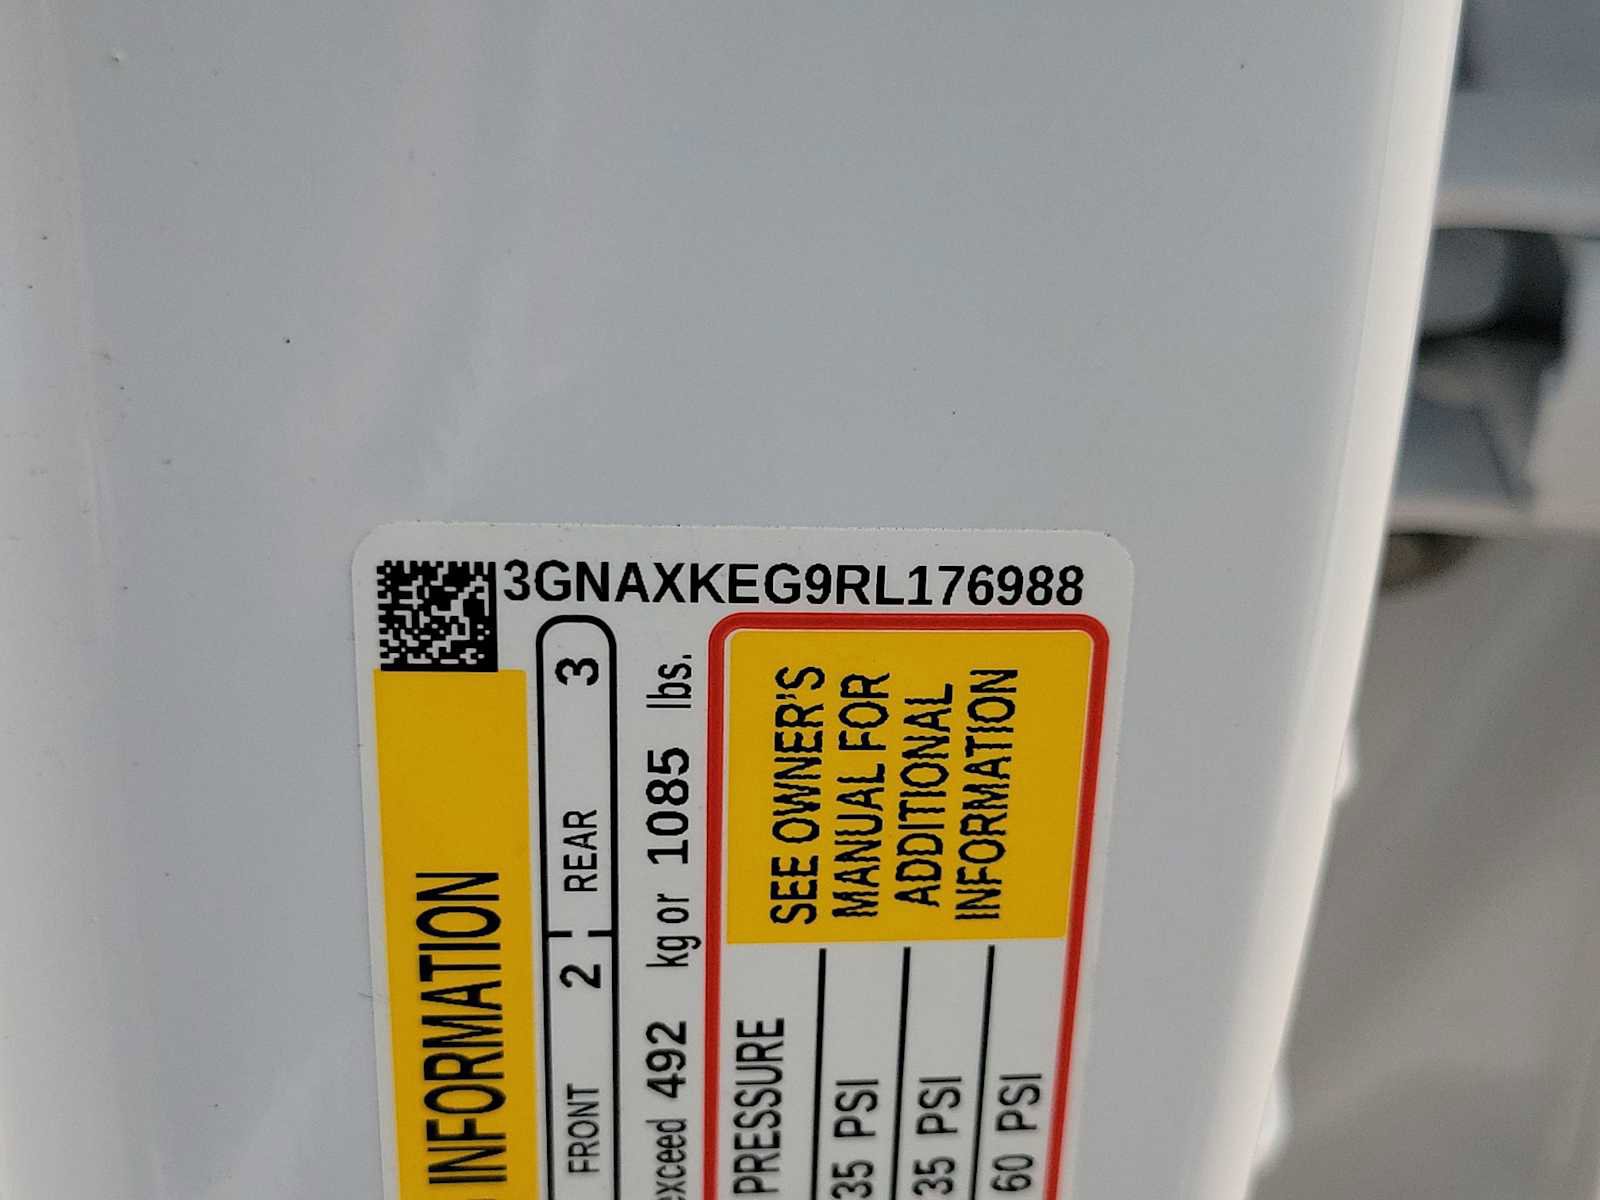 3GNAXKEG9RL176988
INFORMATION
FRONT 2 REAR 3
exceed 492 kg or 1085 lbs.
PRESSURE
35 PSI
35 PSI
60 PSI
SEE OWNER'S
MANUAL FOR
ADDITIONAL
INFORMATION